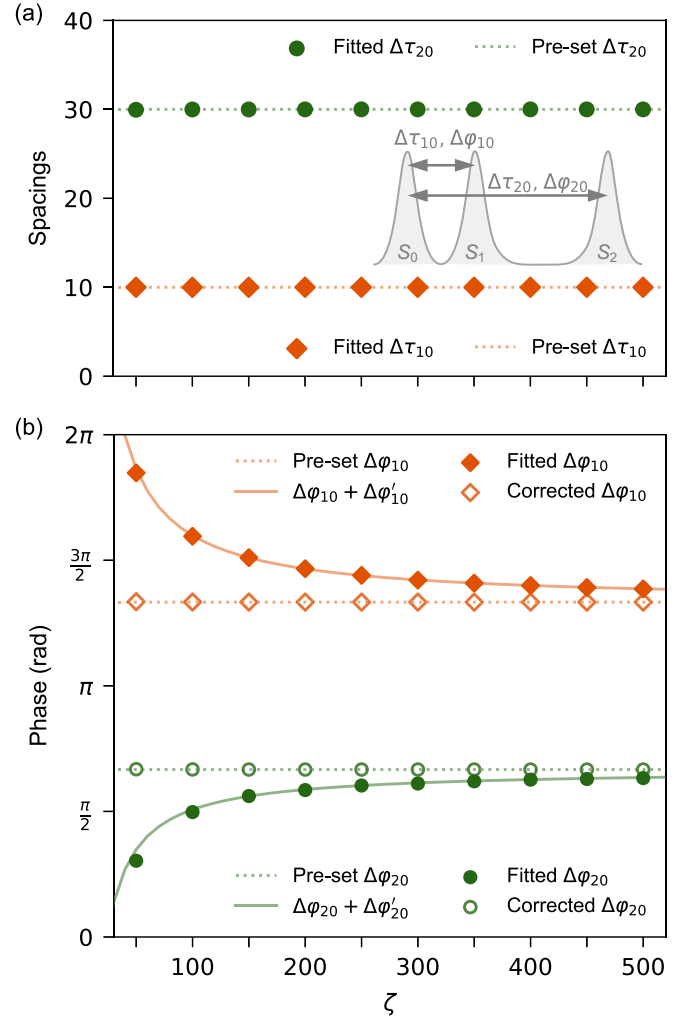 (a)
40
30
20
10
0
Spacings
Fitted Δτ₂₀
Pre-set Δτ₂₀
Δτ₁₀, Δφ₁₀
Δτ₂₀, Δφ₂₀
S₀
S₁
S₂
Fitted Δτ₁₀
Pre-set Δτ₁₀
(b)
2π
3π/2
π
π/2
0
Phase (rad)
Pre-set Δφ₁₀
Fitted Δφ₁₀
Δφ₁₀ + Δφ′₁₀
Corrected Δφ₁₀
Pre-set Δφ₂₀
Fitted Δφ₂₀
Δφ₂₀ + Δφ′₂₀
Corrected Δφ₂₀
100
200
300
400
500
ζ